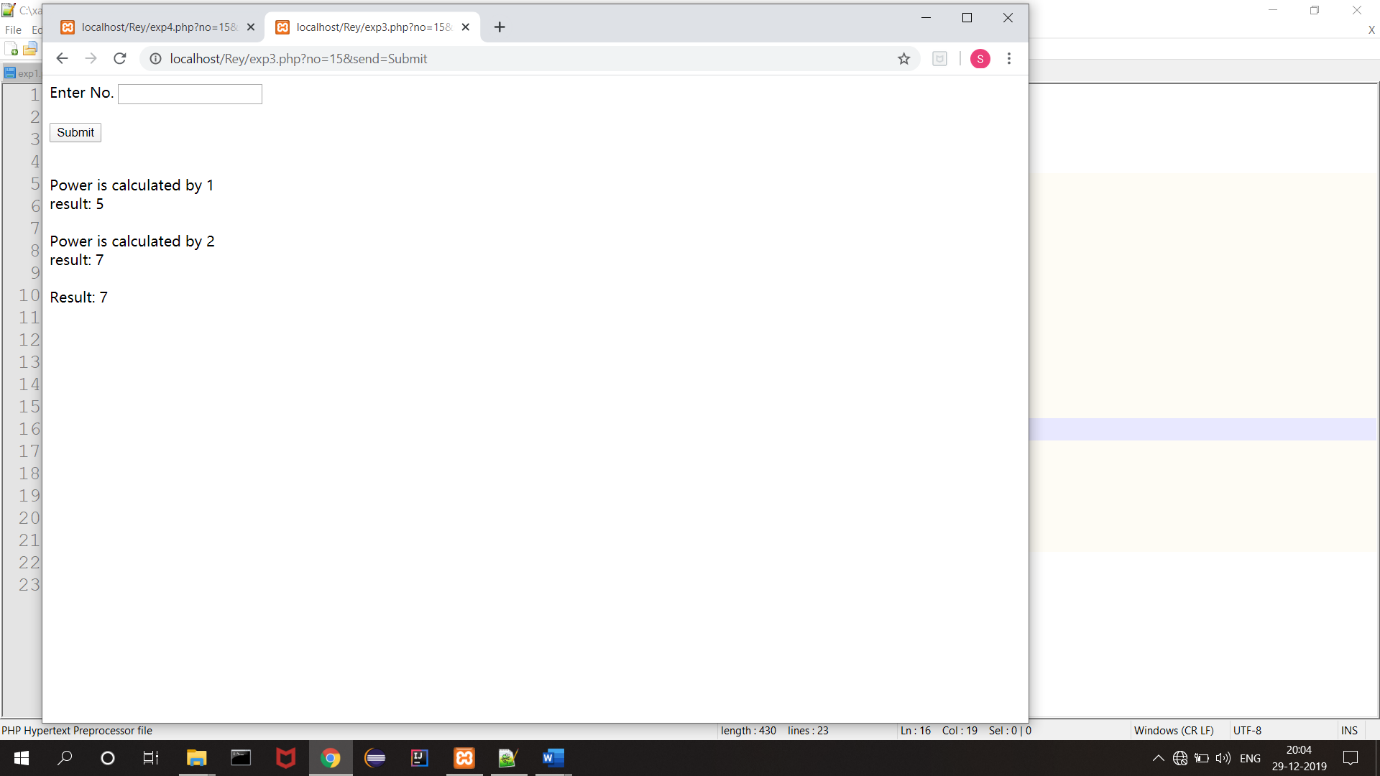 C:\xa
File Ec
X
exp1.
localhost/Rey/exp4.php?no=15&
localhost/Rey/exp3.php?no=15&
localhost/Rey/exp3.php?no=15&send=Submit
S
Enter No.
Submit
Power is calculated by 1
result: 5
Power is calculated by 2
result: 7
Result: 7
1
2
3
4
5
6
7
8
9
10
11
12
13
14
15
16
17
18
19
20
21
22
23
PHP Hypertext Preprocessor file length : 430 lines : 23 Ln : 16 Col : 19 Sel : 0 | 0 Windows (CR LF) UTF-8 INS
ENG
20:04
29-12-2019